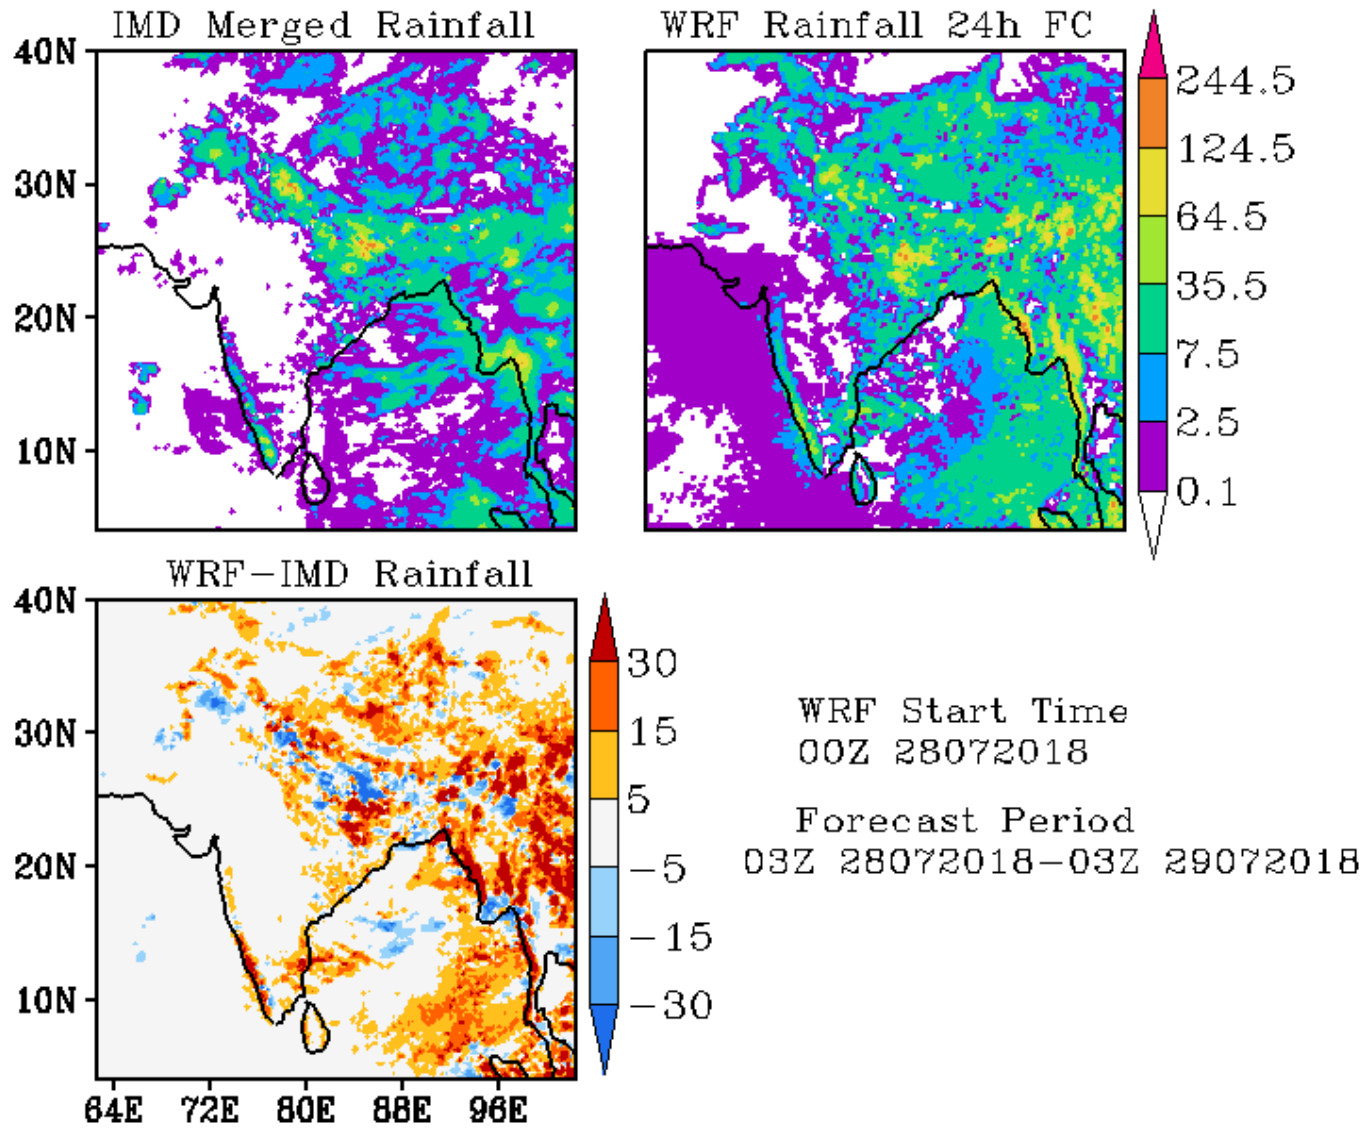 IMD Merged Rainfall
WRF Rainfall 24h FC
40N
30N
20N
10N
244.5
124.5
64.5
35.5
7.5
2.5
0.1
WRF-IMD Rainfall
40N
30N
20N
10N
64E 72E 80E 88E 96E
30
15
5
-5
-15
-30
WRF Start Time
00Z 28072018
Forecast Period
03Z 28072018-03Z 29072018